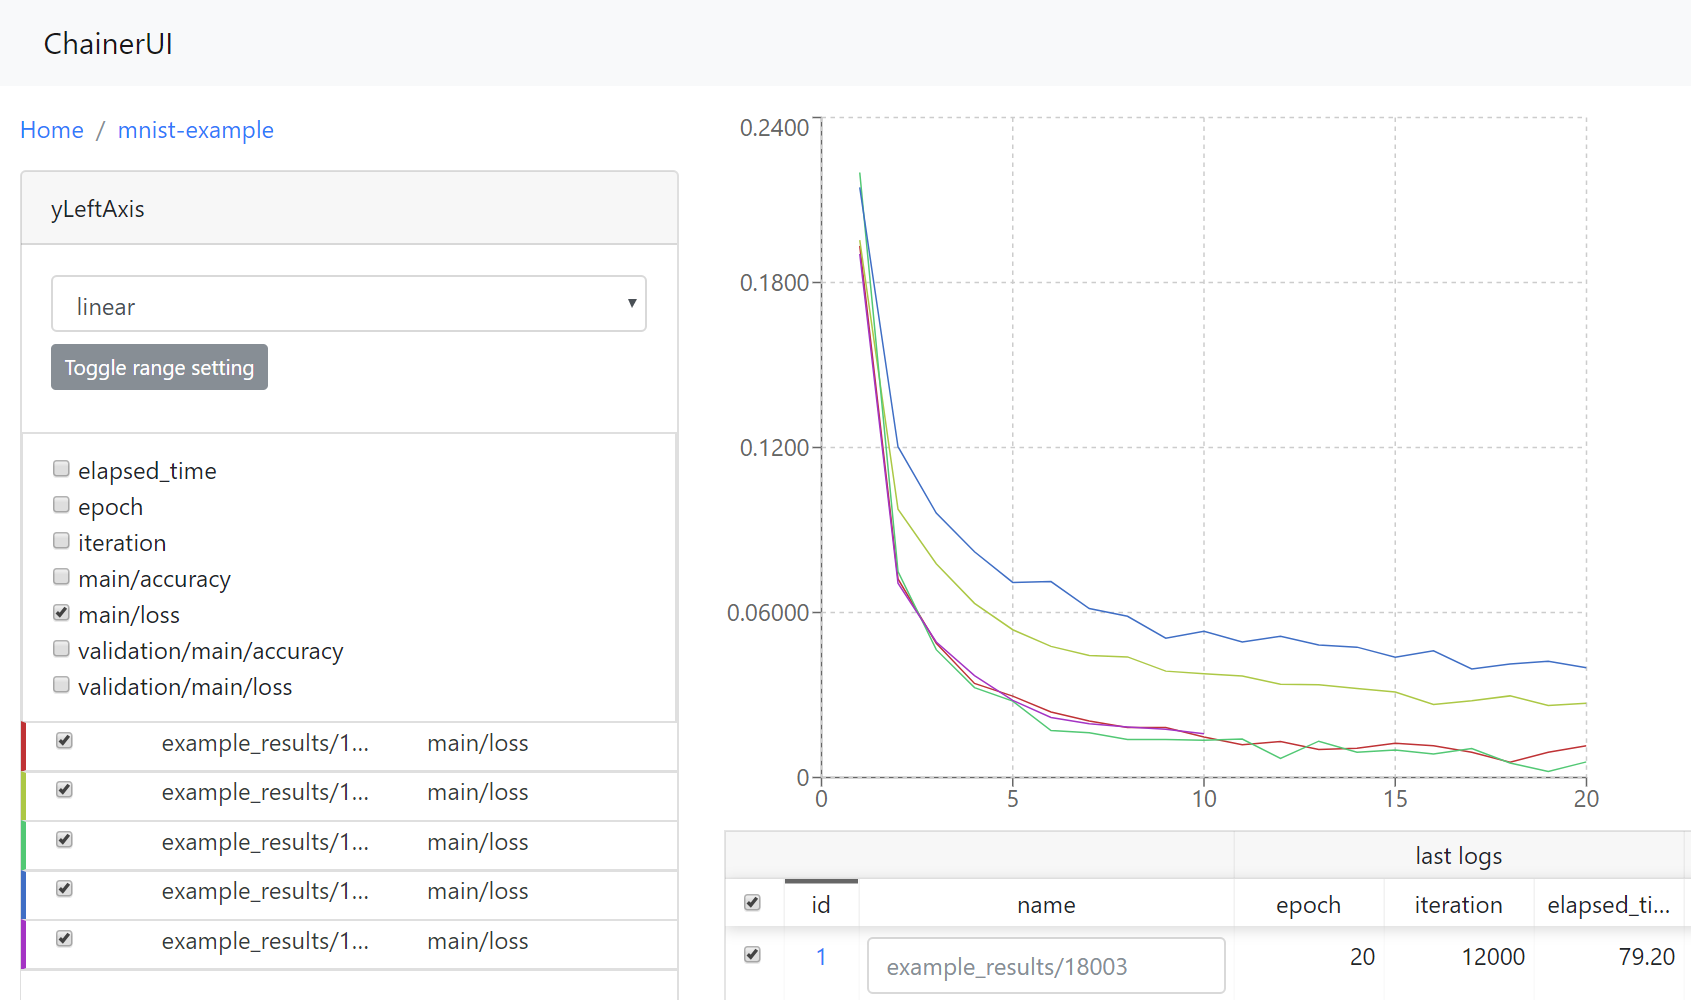 ChainerUI
Home / mnist-example
yLeftAxis
linear
Toggle range setting
elapsed_time
epoch
iteration
main/accuracy
main/loss
validation/main/accuracy
validation/main/loss
example_results/1... main/loss
example_results/1... main/loss
example_results/1... main/loss
example_results/1... main/loss
example_results/1... main/loss
0.2400
0.1800
0.1200
0.06000
0
0 5 10 15 20
last logs
id name epoch iteration elapsed_ti...
1 example_results/18003 20 12000 79.20